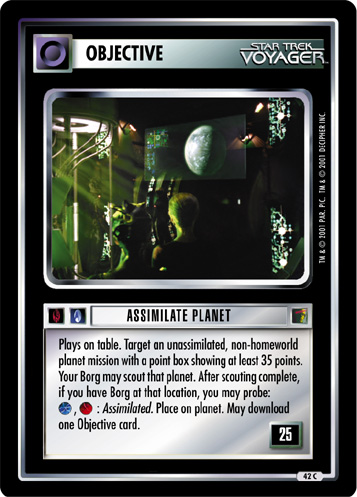 OBJECTIVE
STAR TREK
VOYAGER™
TM & © 2001 PAR. PIC. TM & © 2001 DECIPHER INC.
ASSIMILATE PLANET
Plays on table. Target an unassimilated, non-homeworld
planet mission with a point box showing at least 35 points.
Your Borg may scout that planet. After scouting complete,
if you have Borg at that location, you may probe:
, : Assimilated. Place on planet. May download
one Objective card.
25
42 C